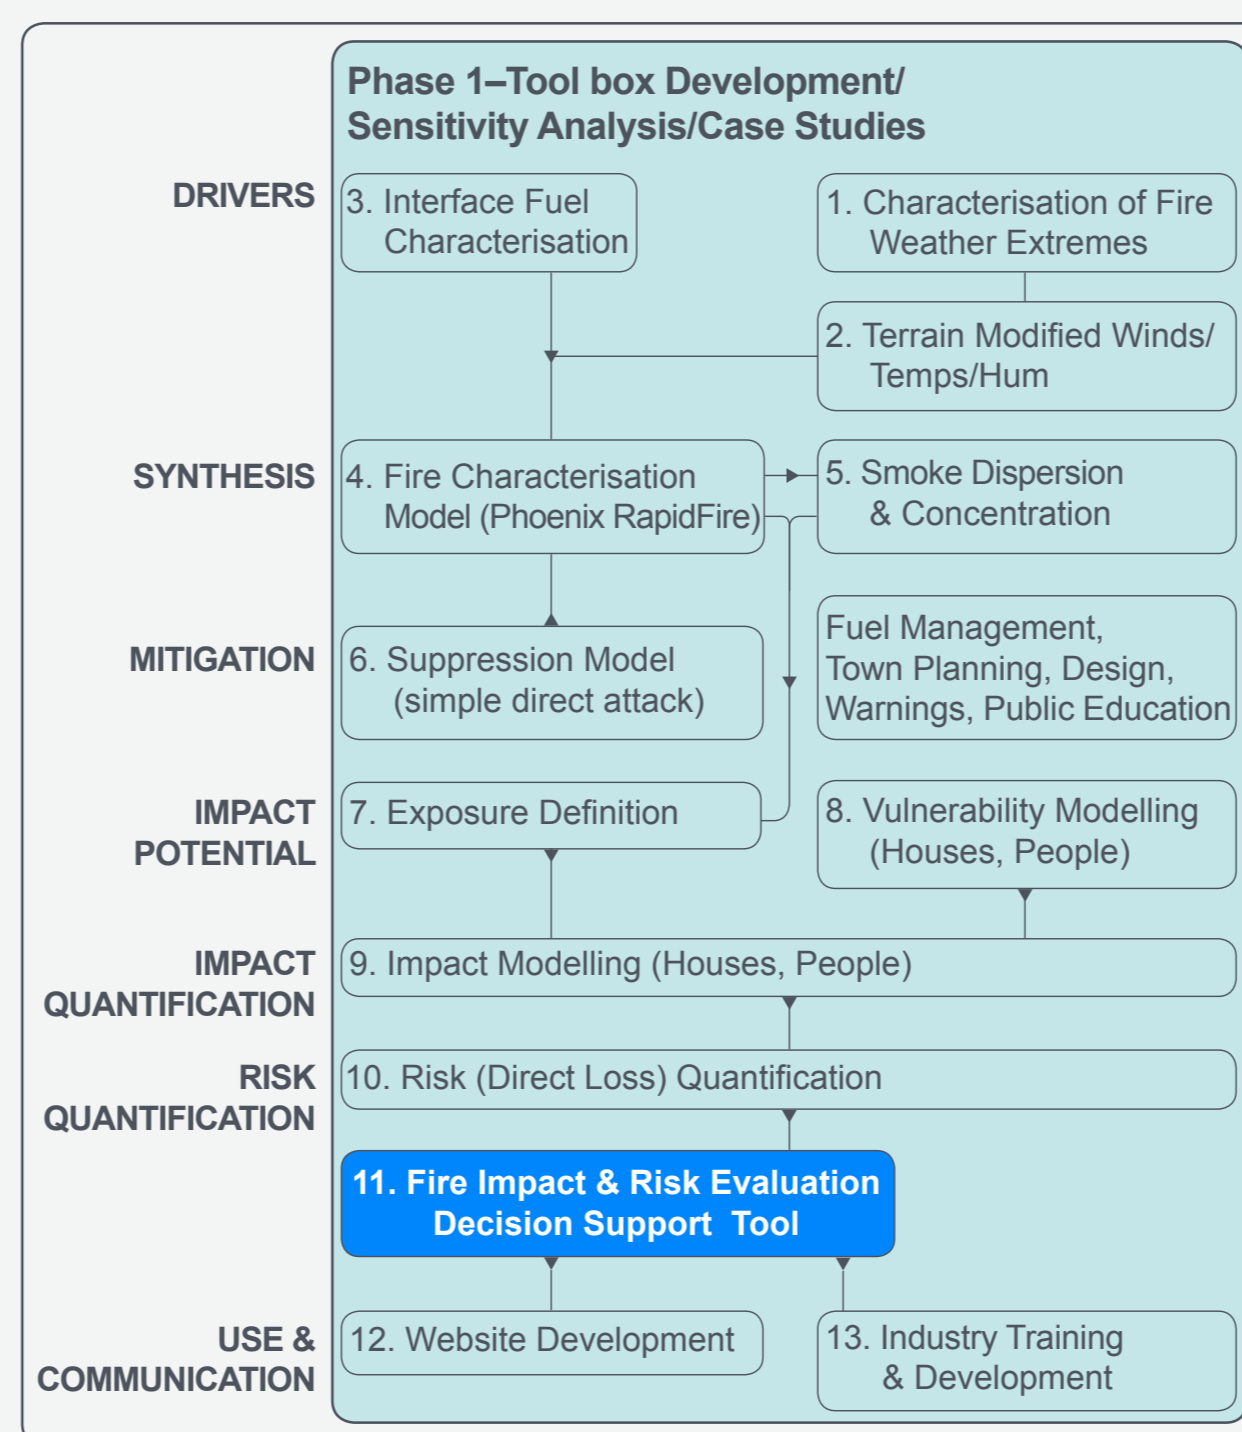 Phase 1–Tool box Development/
Sensitivity Analysis/Case Studies
DRIVERS
3. Interface Fuel
Characterisation
1. Characterisation of Fire
Weather Extremes
2. Terrain Modified Winds/
Temps/Hum
SYNTHESIS
4. Fire Characterisation
Model (Phoenix RapidFire)
5. Smoke Dispersion
& Concentration
MITIGATION
6. Suppression Model
(simple direct attack)
Fuel Management,
Town Planning, Design,
Warnings, Public Education
IMPACT
POTENTIAL
7. Exposure Definition
8. Vulnerability Modelling
(Houses, People)
IMPACT
QUANTIFICATION
9. Impact Modelling (Houses, People)
RISK
QUANTIFICATION
10. Risk (Direct Loss) Quantification
11. Fire Impact & Risk Evaluation
Decision Support Tool
USE &
COMMUNICATION
12. Website Development
13. Industry Training
& Development